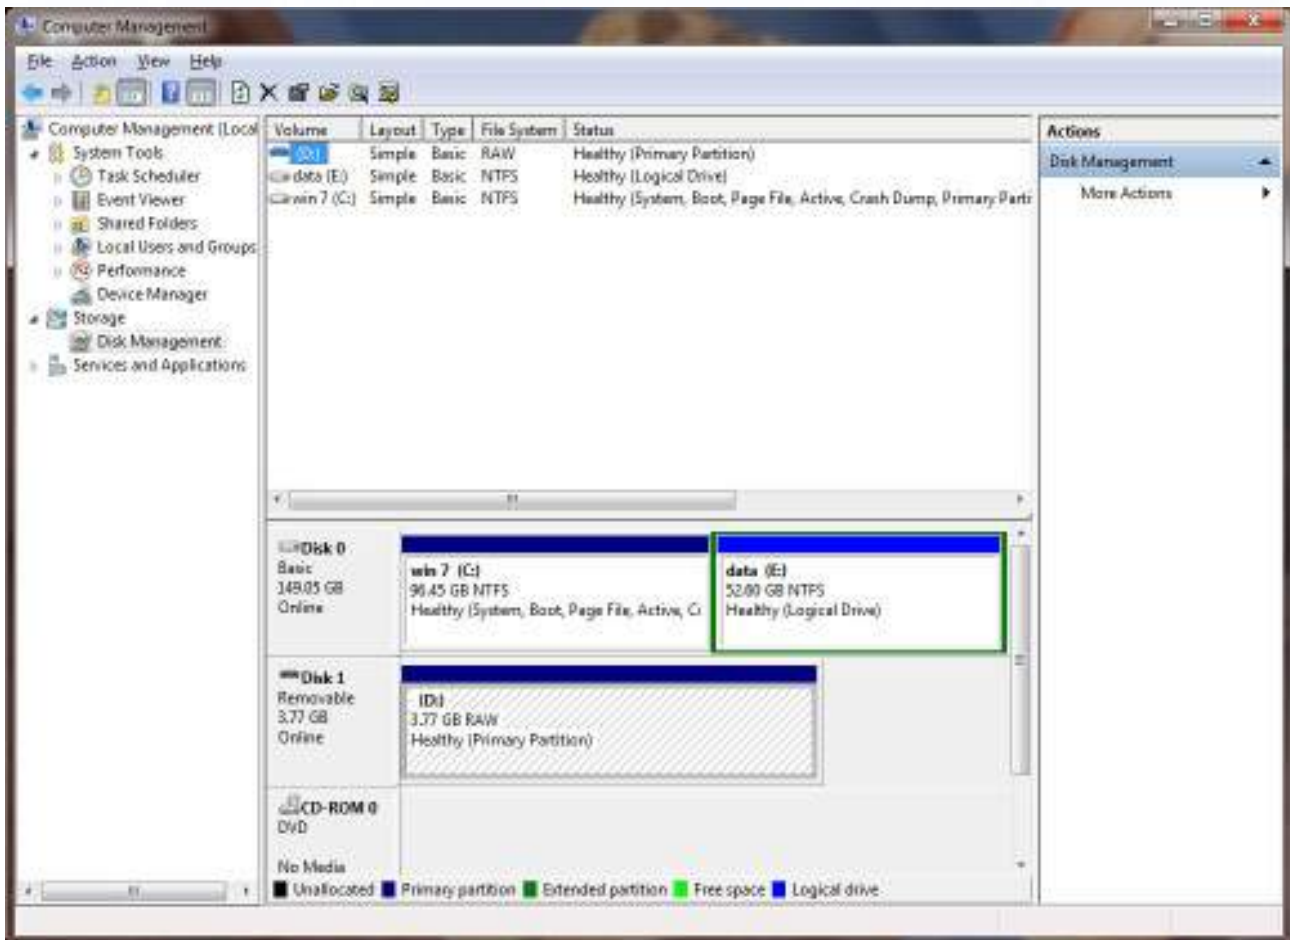 Computer Management
File Action View Help
Computer Management (Local
System Tools
Task Scheduler
Event Viewer
Shared Folders
Local Users and Groups
Performance
Device Manager
Storage
Disk Management
Services and Applications
Volume Layout Type File System Status
(D:) Simple Basic RAW Healthy (Primary Partition)
data (E:) Simple Basic NTFS Healthy (Logical Drive)
win 7 (C:) Simple Basic NTFS Healthy (System, Boot, Page File, Active, Crash Dump, Primary Parti
Actions
Disk Management
More Actions
Disk 0
Basic
149.05 GB
Online
win 7 (C:)
96.45 GB NTFS
Healthy (System, Boot, Page File, Active, Cr
data (E:)
52.60 GB NTFS
Healthy (Logical Drive)
Disk 1
Removable
3.77 GB
Online
(D:)
3.77 GB RAW
Healthy (Primary Partition)
CD-ROM 0
DVD
No Media
Unallocated Primary partition Extended partition Free space Logical drive